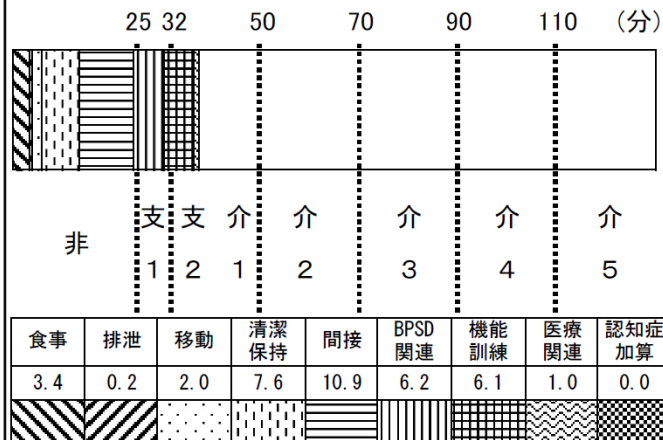 25 32 50 70 90 110 (分)
非 支1 支2 介1 介2 介3 介4 介5
食事 排泄 移動 清潔保持 間接 BPSD関連 機能訓練 医療関連 認知症加算
3.4 0.2 2.0 7.6 10.9 6.2 6.1 1.0 0.0